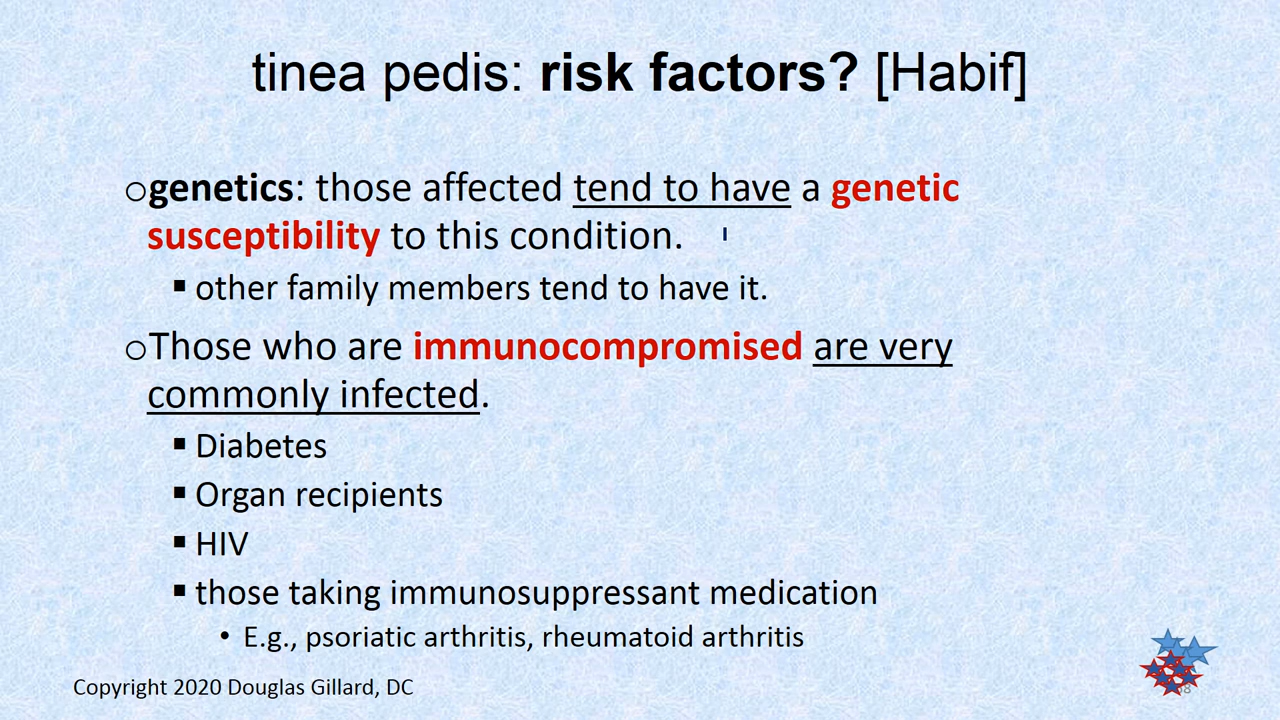 tinea pedis: risk factors? [Habif]
genetics: those affected tend to have a genetic
susceptibility to this condition.
other family members tend to have it.
Those who are immunocompromised are very
commonly infected.
Diabetes
Organ recipients
HIV
those taking immunosuppressant medication
E.g., psoriatic arthritis, rheumatoid arthritis
Copyright 2020 Douglas Gillard, DC